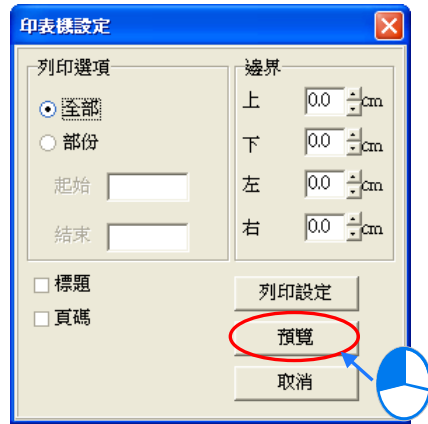 印表機設定
列印選項
全部
部份
起始
結束
邊界
上 0.0 cm
下 0.0 cm
左 0.0 cm
右 0.0 cm
標題
頁碼
列印設定
預覽
取消